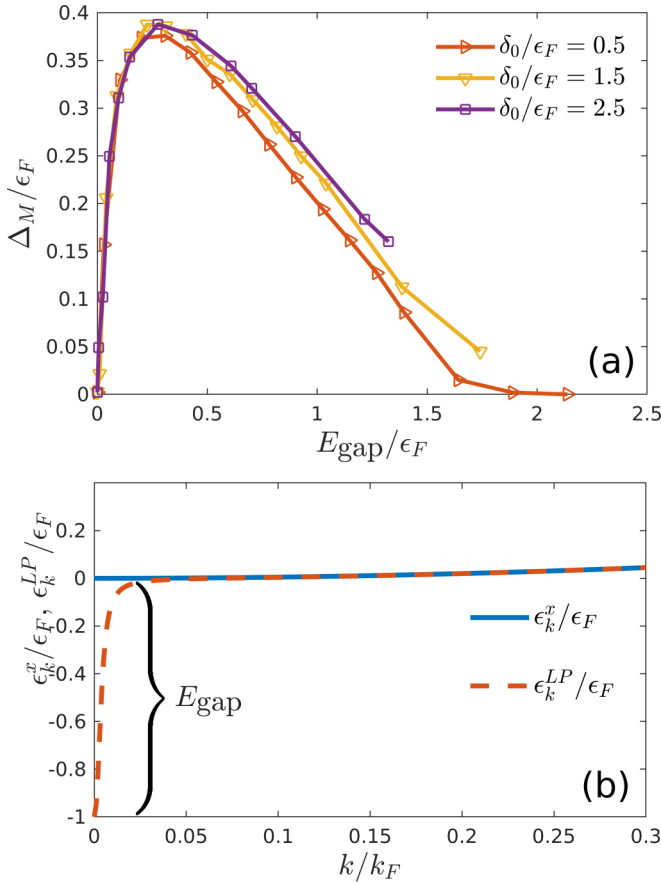 0.4
0.35
0.3
0.25
0.2
0.15
0.1
0.05
0
Δ_M/ϵ_F
δ_0/ϵ_F = 0.5
δ_0/ϵ_F = 1.5
δ_0/ϵ_F = 2.5
(a)
0 0.5 1 1.5 2 2.5
E_gap/ϵ_F
0.2
0
-0.2
-0.4
-0.6
-0.8
-1
ϵ_k^x/ϵ_F, ϵ_k^{LP}/ϵ_F
ϵ_k^x/ϵ_F
ϵ_k^{LP}/ϵ_F
E_gap
(b)
0 0.05 0.1 0.15 0.2 0.25 0.3
k/k_F